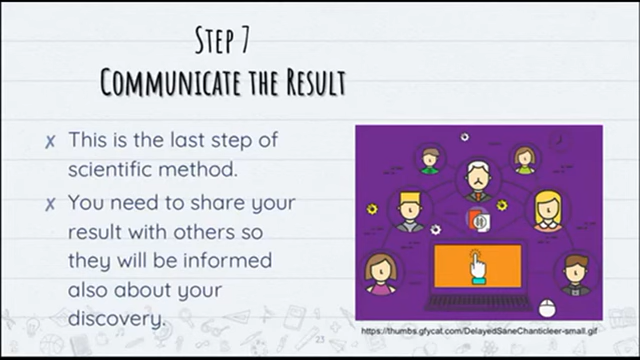 STEP 7
COMMUNICATE THE RESULT
✗ This is the last step of
scientific method.
✗ You need to share your
result with others so
they will be informed
also about your
discovery.
https://thumbs.gfycat.com/DelayedSaneChanticleer-small.gif
23